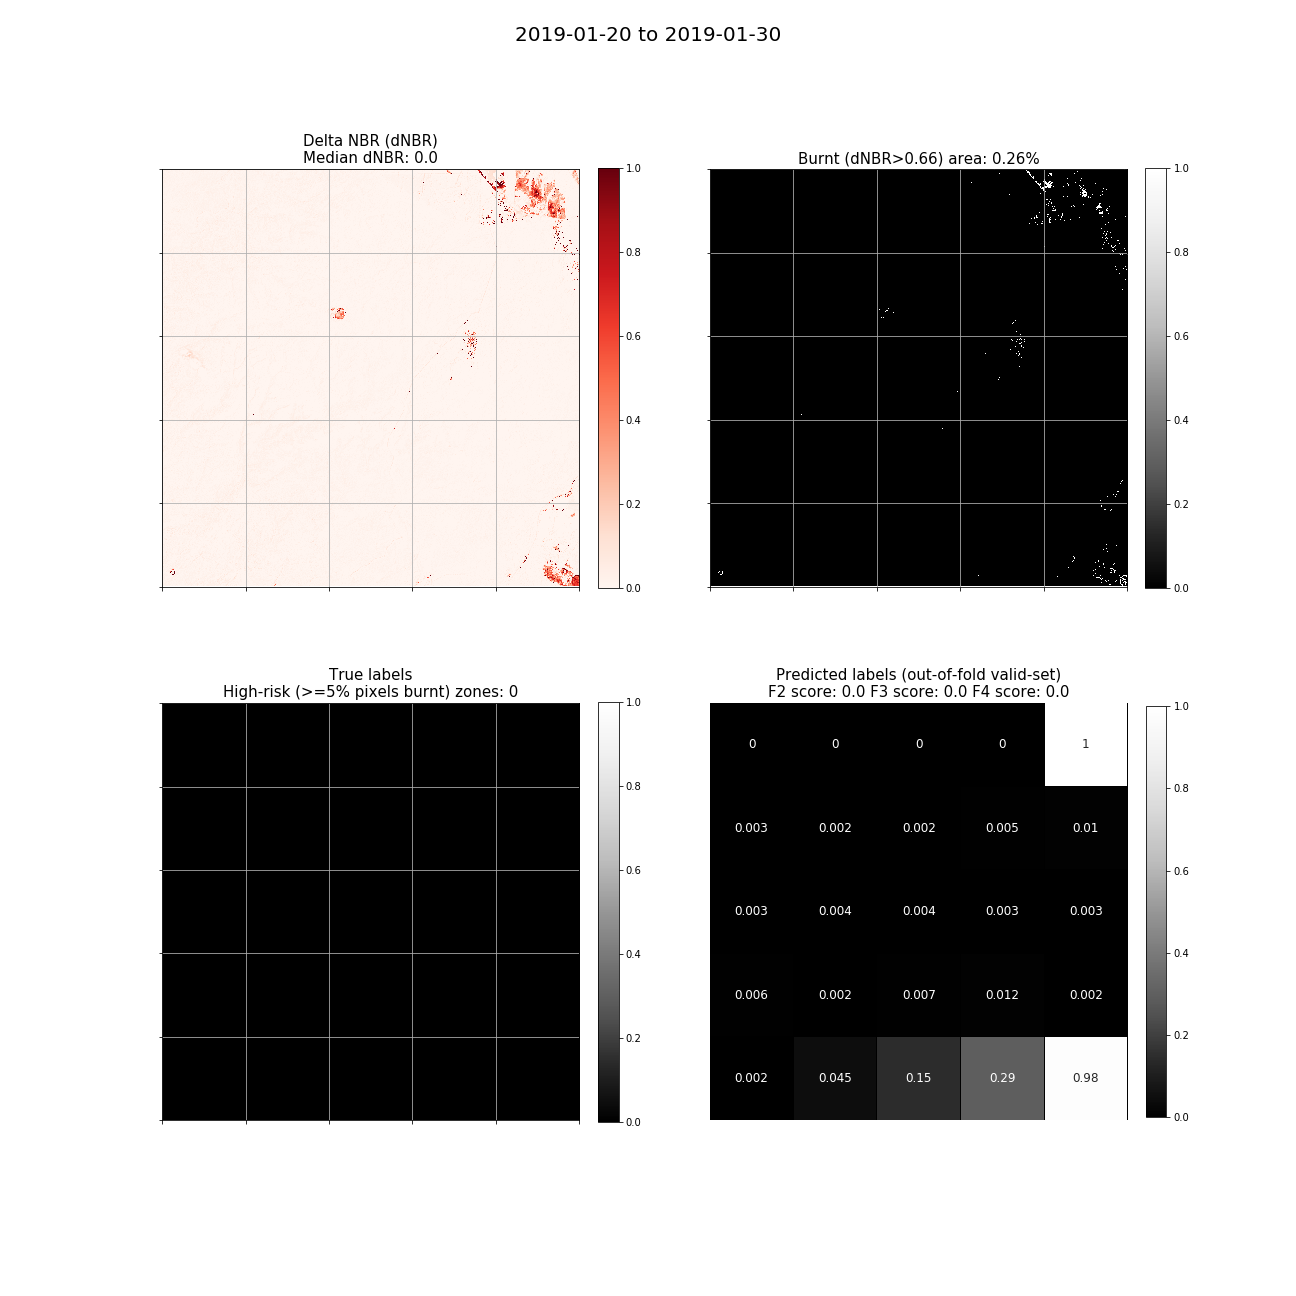 2019-01-20 to 2019-01-30
Delta NBR (dNBR)
Median dNBR: 0.0
1.0
0.8
0.6
0.4
0.2
0.0
Burnt (dNBR>0.66) area: 0.26%
1.0
0.8
0.6
0.4
0.2
0.0
True labels
High-risk (>=5% pixels burnt) zones: 0
1.0
0.8
0.6
0.4
0.2
0.0
Predicted labels (out-of-fold valid-set)
F2 score: 0.0 F3 score: 0.0 F4 score: 0.0
0 0 0 0 1
0.003 0.002 0.002 0.005 0.01
0.003 0.004 0.004 0.003 0.003
0.006 0.002 0.007 0.012 0.002
0.002 0.045 0.15 0.29 0.98
1.0
0.8
0.6
0.4
0.2
0.0